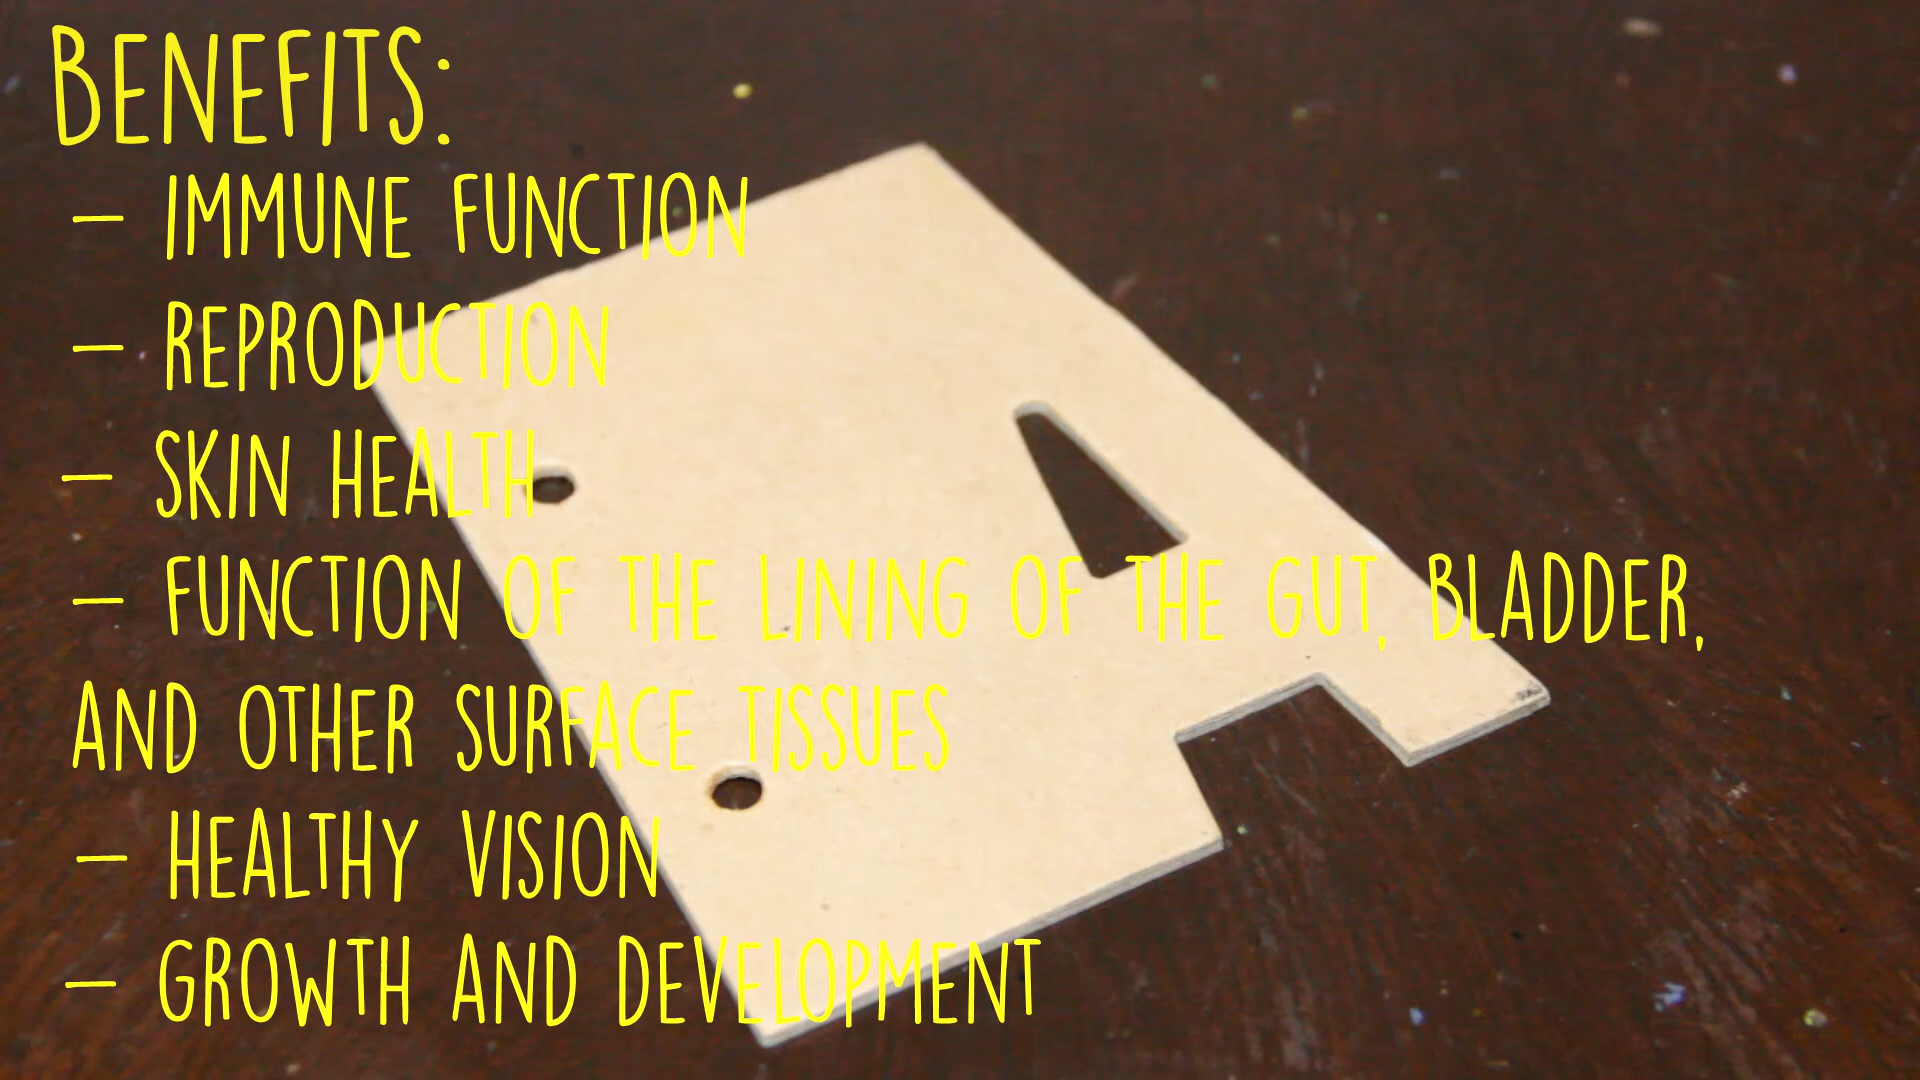 BENEFITS:
- IMMUNE FUNCTION
- REPRODUCTION
- SKIN HEALTH
- FUNCTION OF THE LINING OF THE GUT, BLADDER,
AND OTHER SURFACE TISSUES
- HEALTHY VISION
- GROWTH AND DEVELOPMENT